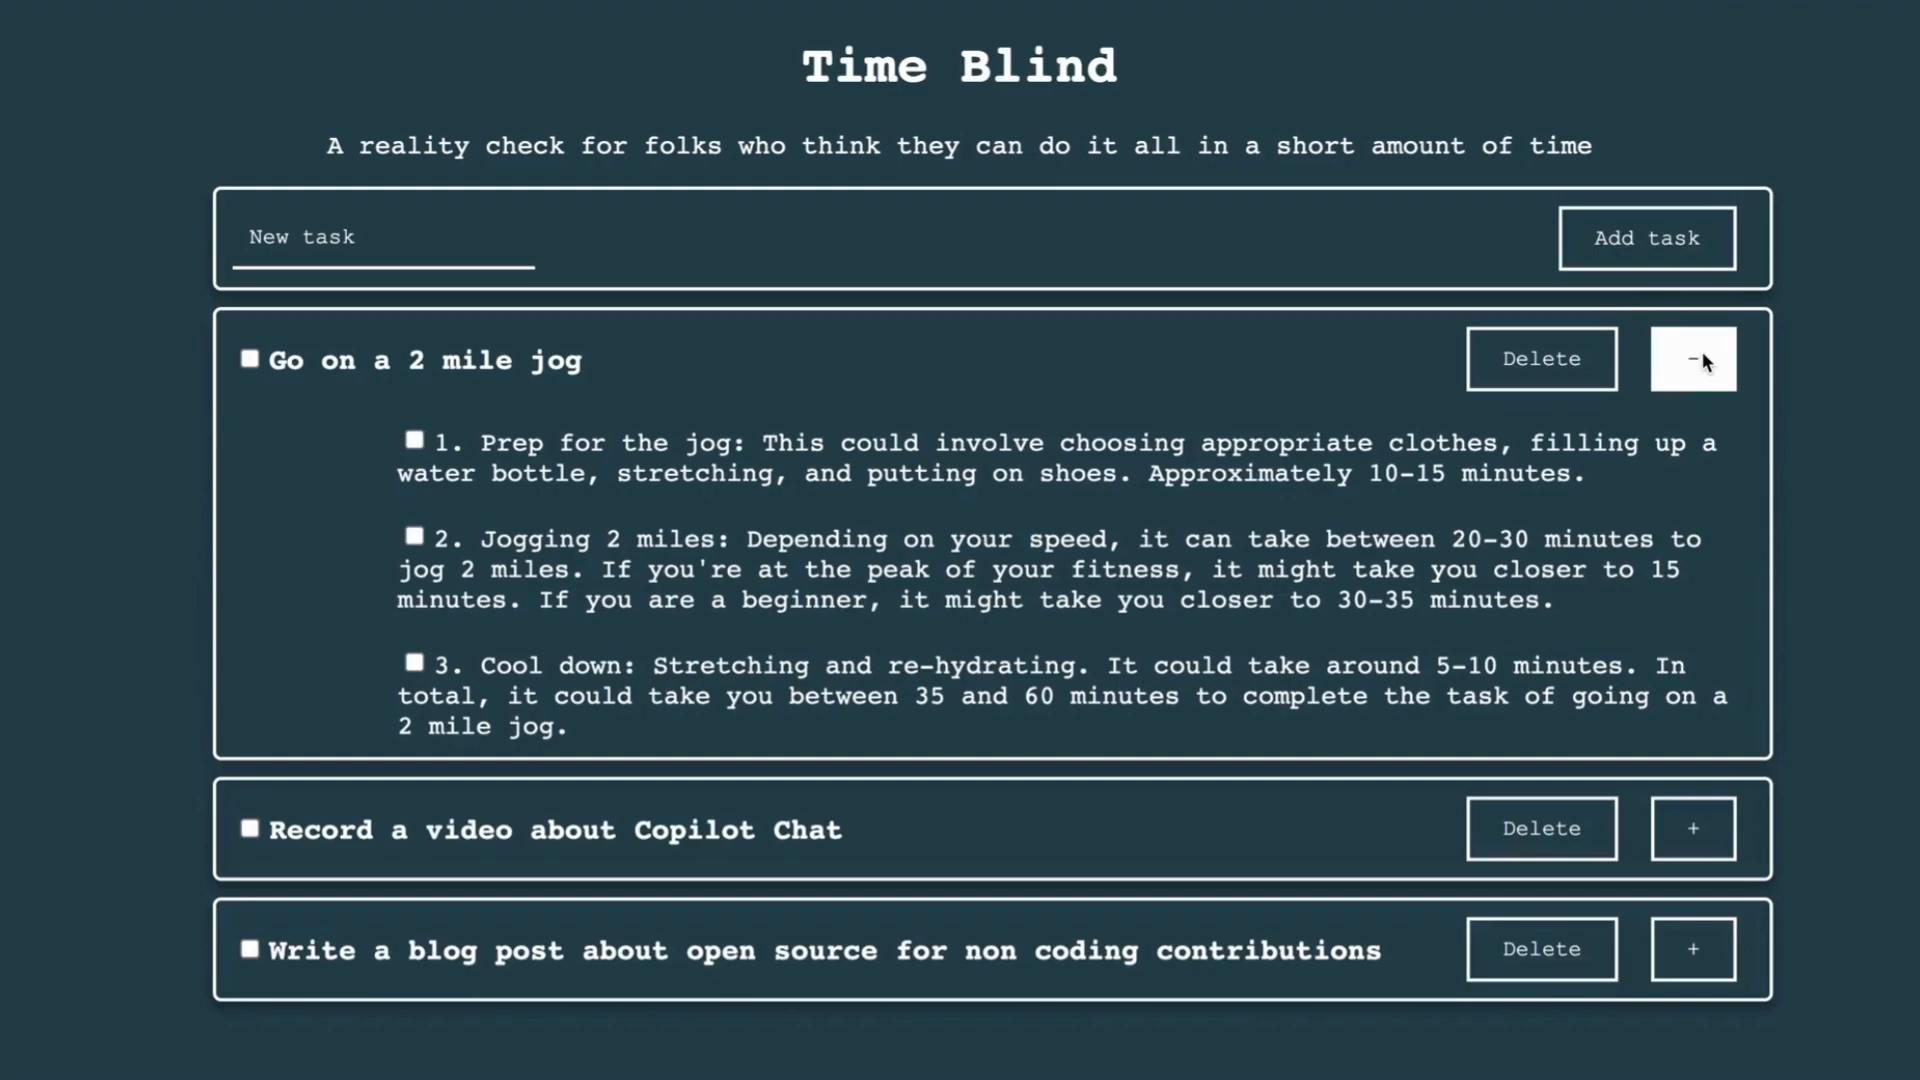 Time Blind
A reality check for folks who think they can do it all in a short amount of time
New task
Add task
Go on a 2 mile jog
Delete
-
1. Prep for the jog: This could involve choosing appropriate clothes, filling up a
water bottle, stretching, and putting on shoes. Approximately 10-15 minutes.
2. Jogging 2 miles: Depending on your speed, it can take between 20-30 minutes to
jog 2 miles. If you're at the peak of your fitness, it might take you closer to 15
minutes. If you are a beginner, it might take you closer to 30-35 minutes.
3. Cool down: Stretching and re-hydrating. It could take around 5-10 minutes. In
total, it could take you between 35 and 60 minutes to complete the task of going on a
2 mile jog.
Record a video about Copilot Chat
Delete
+
Write a blog post about open source for non coding contributions
Delete
+